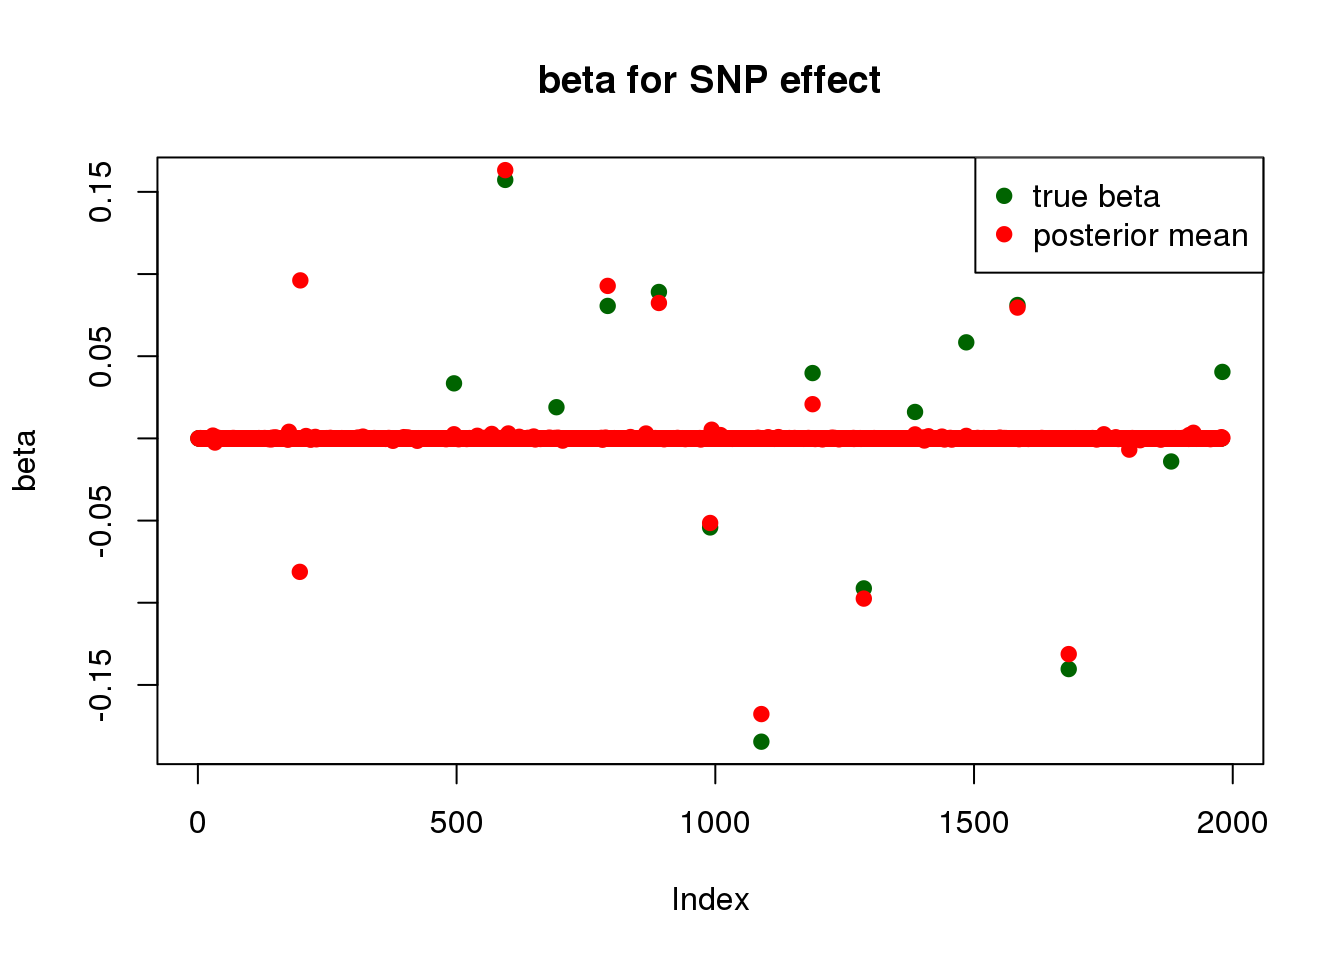 beta for SNP effect
true beta
posterior mean
0.15
0.05
-0.05
-0.15
beta
0 500 1000 1500 2000
Index